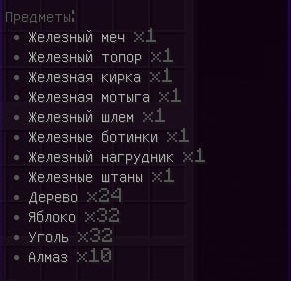 Предметы:
• Железный меч x1
• Железный топор x1
• Железная кирка x1
• Железная мотыга x1
• Железный шлем x1
• Железные ботинки x1
• Железный нагрудник x1
• Железные штаны x1
• Дерево x24
• Яблоко x32
• Уголь x32
• Алмаз x10